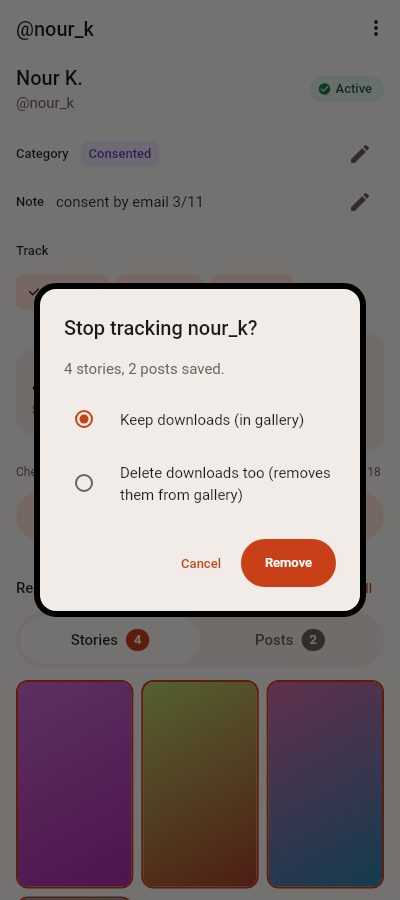 @nour_k
Nour K.
@nour_k
Active
Category
Consented
Note
consent by email 3/11
Track
Stop tracking nour_k?
4 stories, 2 posts saved.
Keep downloads (in gallery)
Delete downloads too (removes
them from gallery)
Cancel
Remove
18
Stories 4
Posts 2